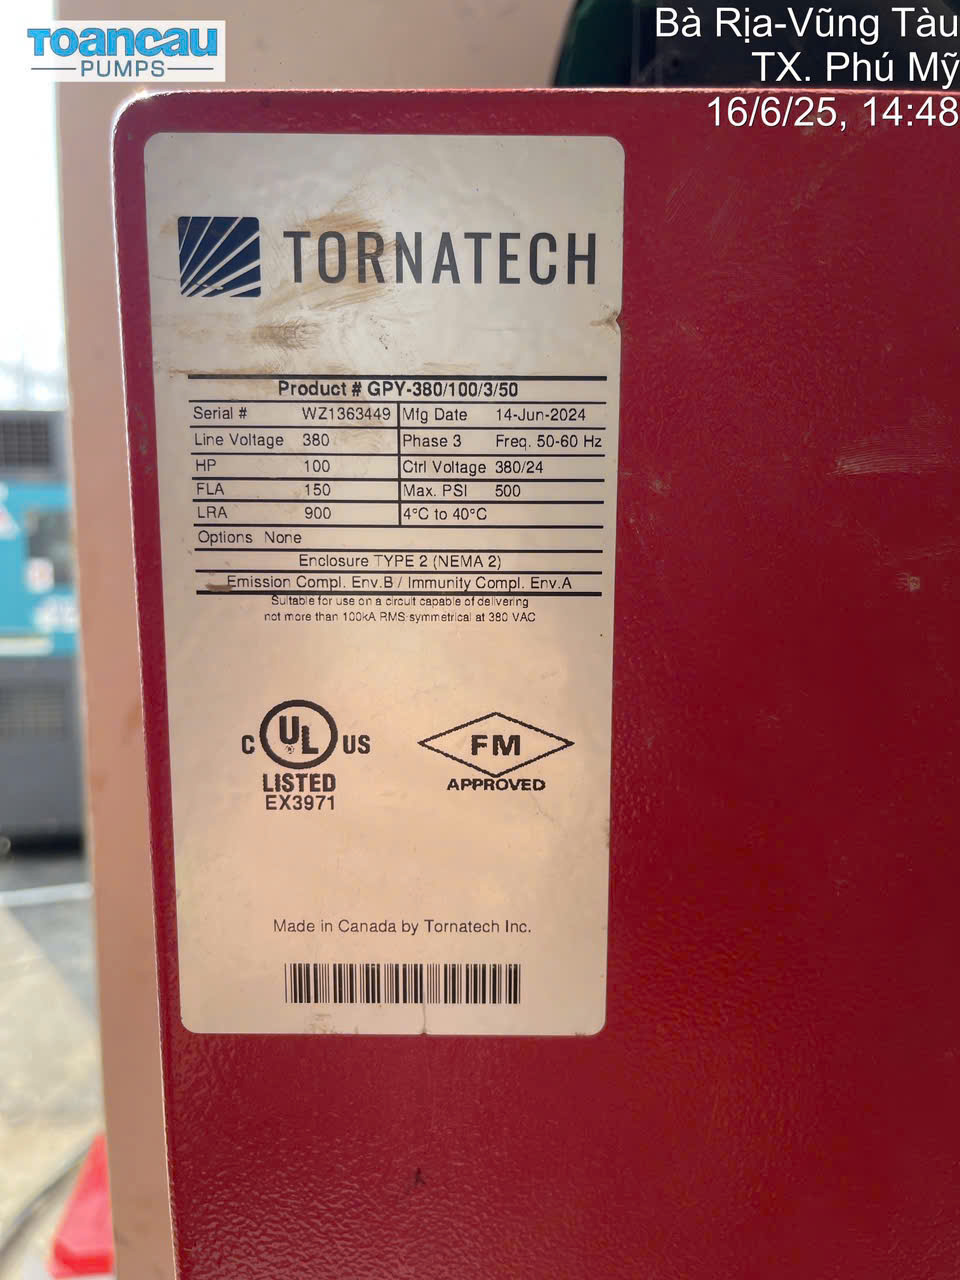 TOANCAU
PUMPS
Bà Rịa-Vũng Tàu
TX. Phú Mỹ
16/6/25, 14:48
TORNATECH
Product # GPY-380/100/3/50
Serial # WZ1363449 Mfg Date 14-Jun-2024
Line Voltage 380 Phase 3 Freq. 50-60 Hz
HP 100 Ctrl Voltage 380/24
FLA 150 Max. PSI 500
LRA 900 4°C to 40°C
Options None
Enclosure TYPE 2 (NEMA 2)
Emission Compl. Env.B / Immunity Compl. Env.A
Suitable for use on a circuit capable of delivering
not more than 100kA RMS symmetrical at 380 VAC
C UL US
LISTED
EX3971
FM
APPROVED
Made in Canada by Tornatech Inc.